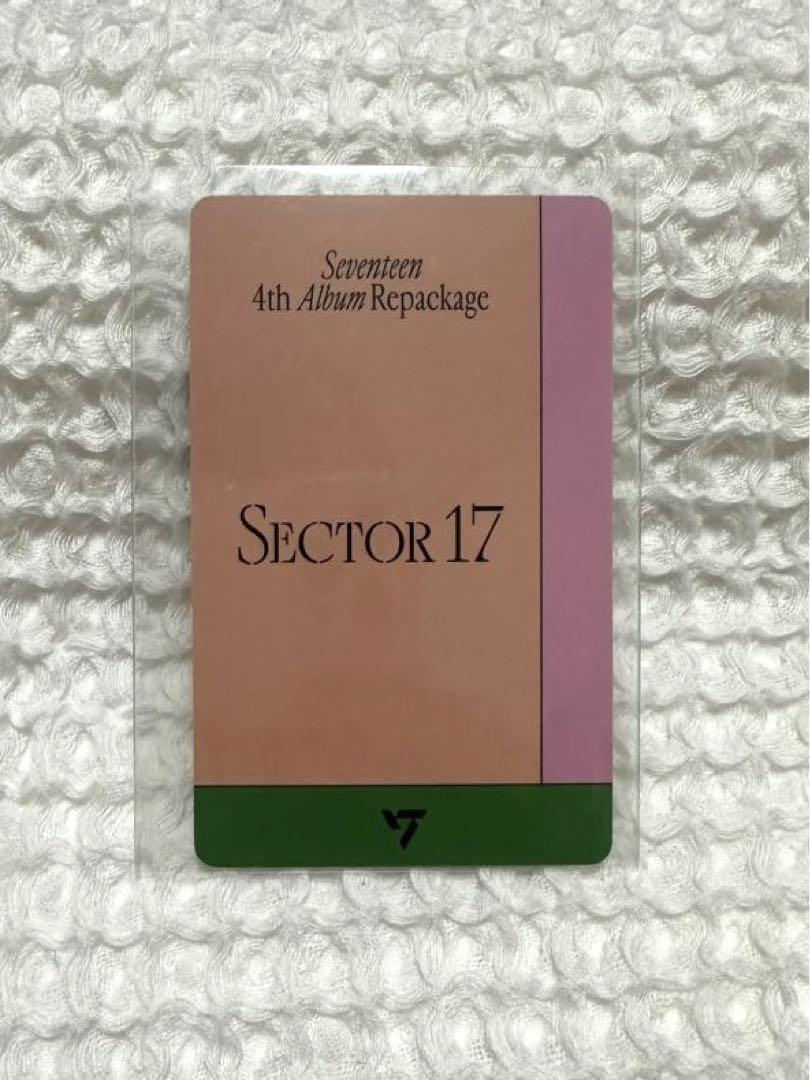 Seventeen
4th Album Repackage
SECTOR 17